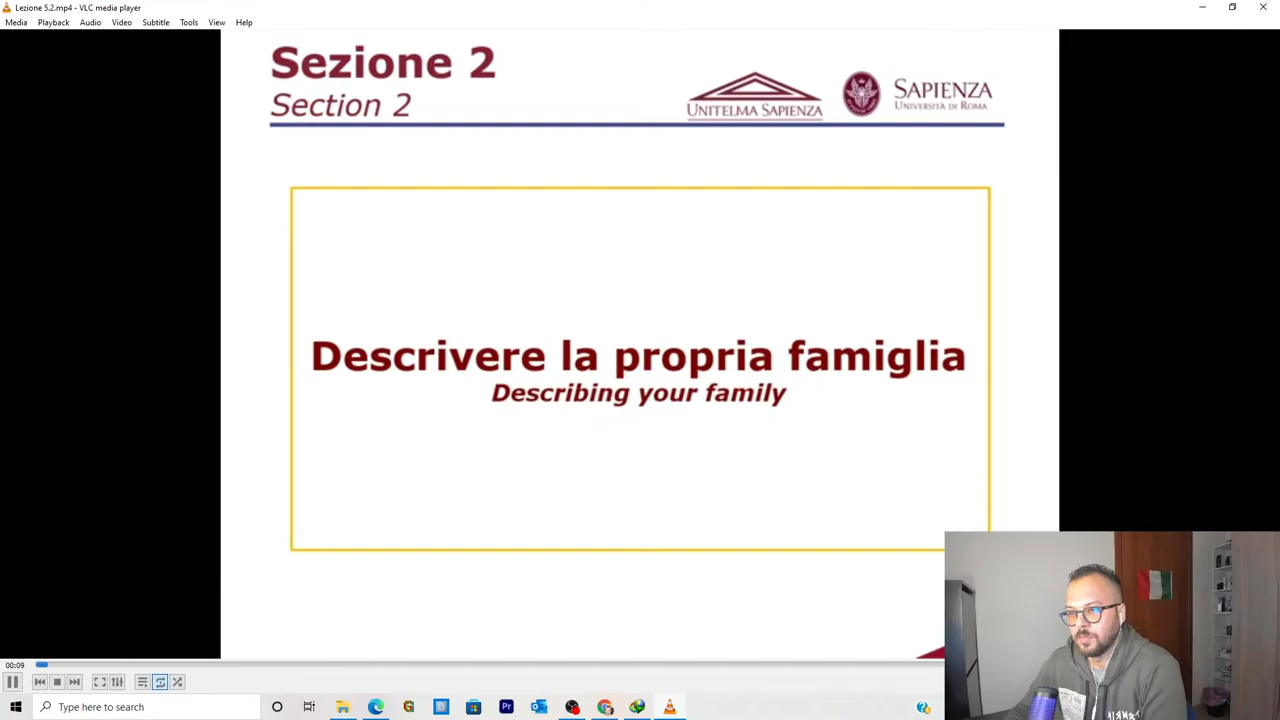 Lezione 5.2.mp4 - VLC media player
Media Playback Audio Video Subtitle Tools View Help
Sezione 2
Section 2
UNITELMA SAPIENZA
SAPIENZA
UNIVERSITÀ DI ROMA
Descrivere la propria famiglia
Describing your family
00:09
Type here to search